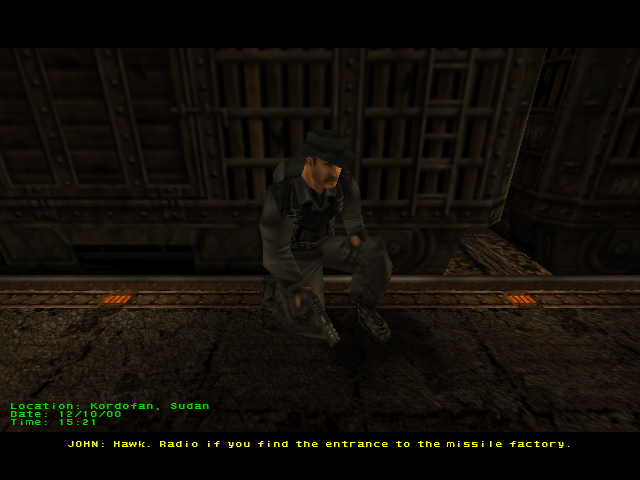 Location: Kordofan, Sudan
Date: 12/10/00
Time: 15:21
JOHN: Hawk. Radio if you find the entrance to the missile factory.